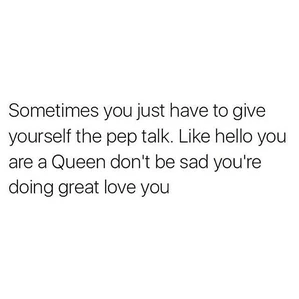 Sometimes you just have to give
yourself the pep talk. Like hello you
are a Queen don't be sad you're
doing great love you